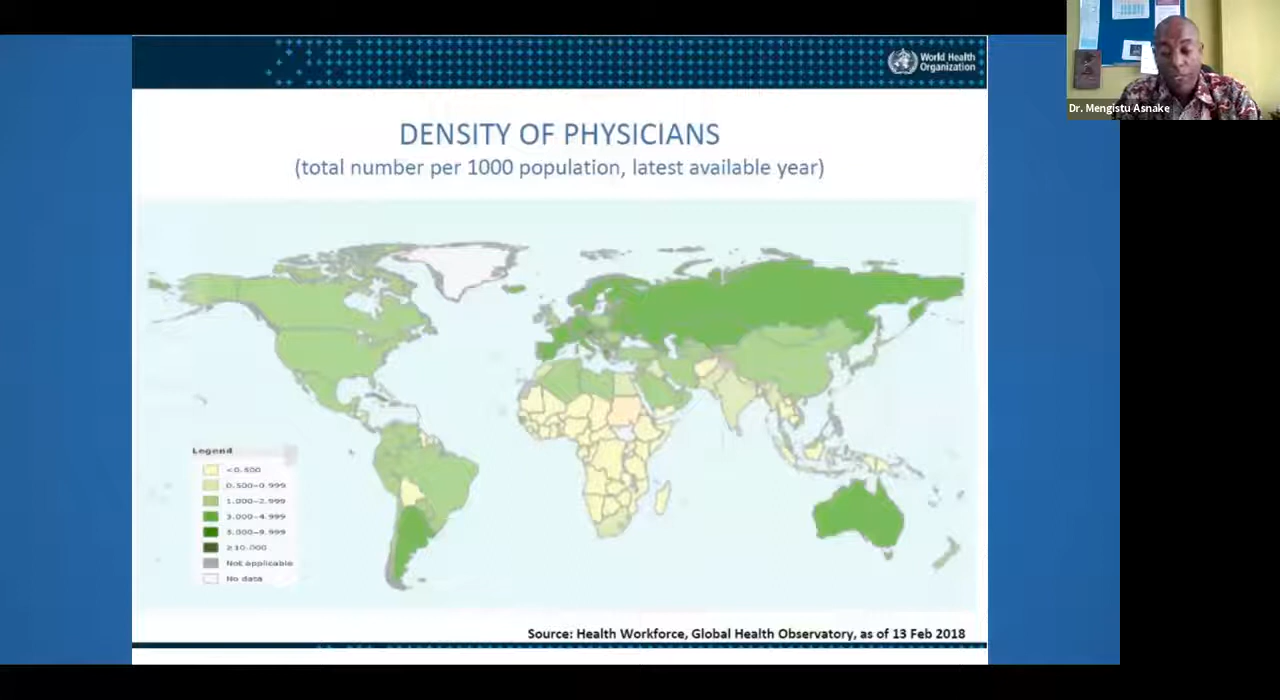 World Health
Organization
Dr. Mengistu Asnake
DENSITY OF PHYSICIANS
(total number per 1000 population, latest available year)
Legend
<0.500
0.500–0.999
1.000–2.999
3.000–4.999
5.000–9.999
≥10.000
Not applicable
No data
Source: Health Workforce, Global Health Observatory, as of 13 Feb 2018